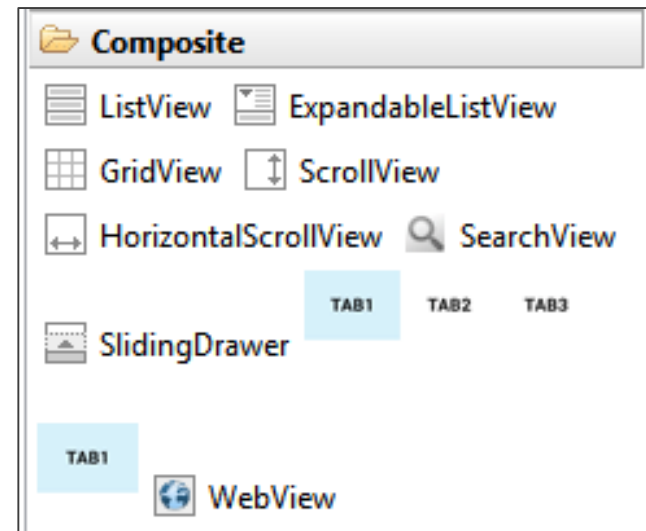 Composite
ListView ExpandableListView
GridView ScrollView
HorizontalScrollView SearchView
TAB1 TAB2 TAB3
SlidingDrawer
TAB1
WebView